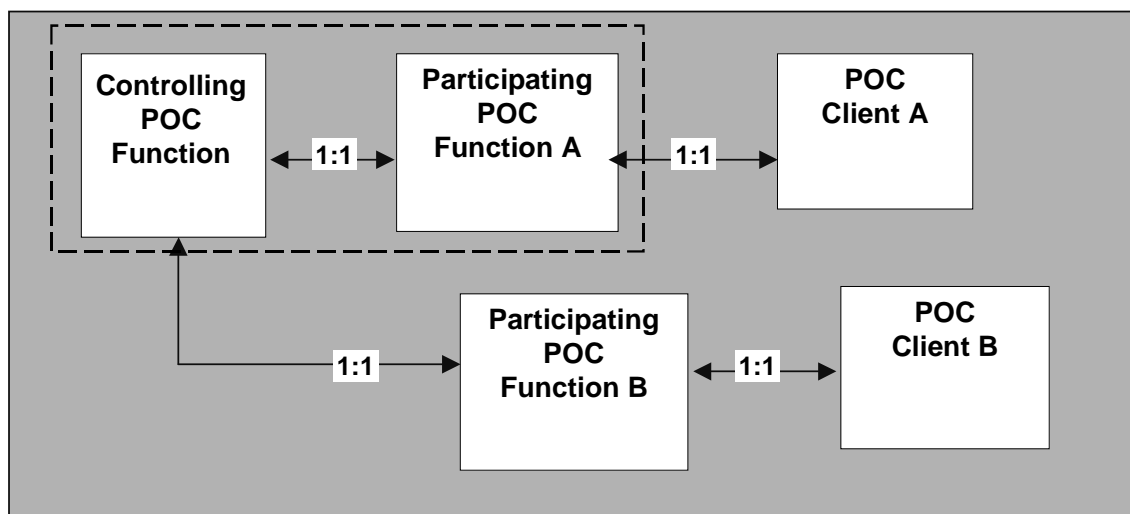 Controlling
POC
Function
1:1
Participating
POC
Function A
1:1
POC
Client A
1:1
Participating
POC
Function B
1:1
POC
Client B